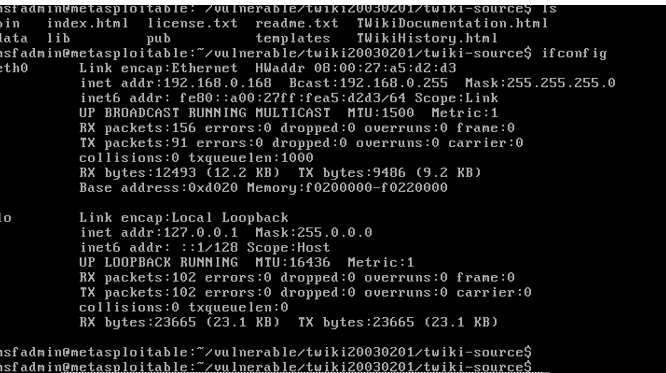 nsfadmin@metasploitable:~/vulnerable/twiki20030201/twiki-source$ ls
bin index.html license.txt readme.txt TWikiDocumentation.html
data lib pub templates TWikiHistory.html
nsfadmin@metasploitable:~/vulnerable/twiki20030201/twiki-source$ ifconfig
eth0 Link encap:Ethernet HWaddr 08:00:27:a5:d2:d3
inet addr:192.168.0.168 Bcast:192.168.0.255 Mask:255.255.255.0
inet6 addr: fe80::a00:27ff:fea5:d2d3/64 Scope:Link
UP BROADCAST RUNNING MULTICAST MTU:1500 Metric:1
RX packets:156 errors:0 dropped:0 overruns:0 frame:0
TX packets:91 errors:0 dropped:0 overruns:0 carrier:0
collisions:0 txqueuelen:1000
RX bytes:12493 (12.2 KB) TX bytes:9486 (9.2 KB)
Base address:0xd020 Memory:f0200000-f0220000
lo Link encap:Local Loopback
inet addr:127.0.0.1 Mask:255.0.0.0
inet6 addr: ::1/128 Scope:Host
UP LOOPBACK RUNNING MTU:16436 Metric:1
RX packets:102 errors:0 dropped:0 overruns:0 frame:0
TX packets:102 errors:0 dropped:0 overruns:0 carrier:0
collisions:0 txqueuelen:0
RX bytes:23665 (23.1 KB) TX bytes:23665 (23.1 KB)
nsfadmin@metasploitable:~/vulnerable/twiki20030201/twiki-source$
nsfadmin@metasploitable:~/vulnerable/twiki20030201/twiki-source$